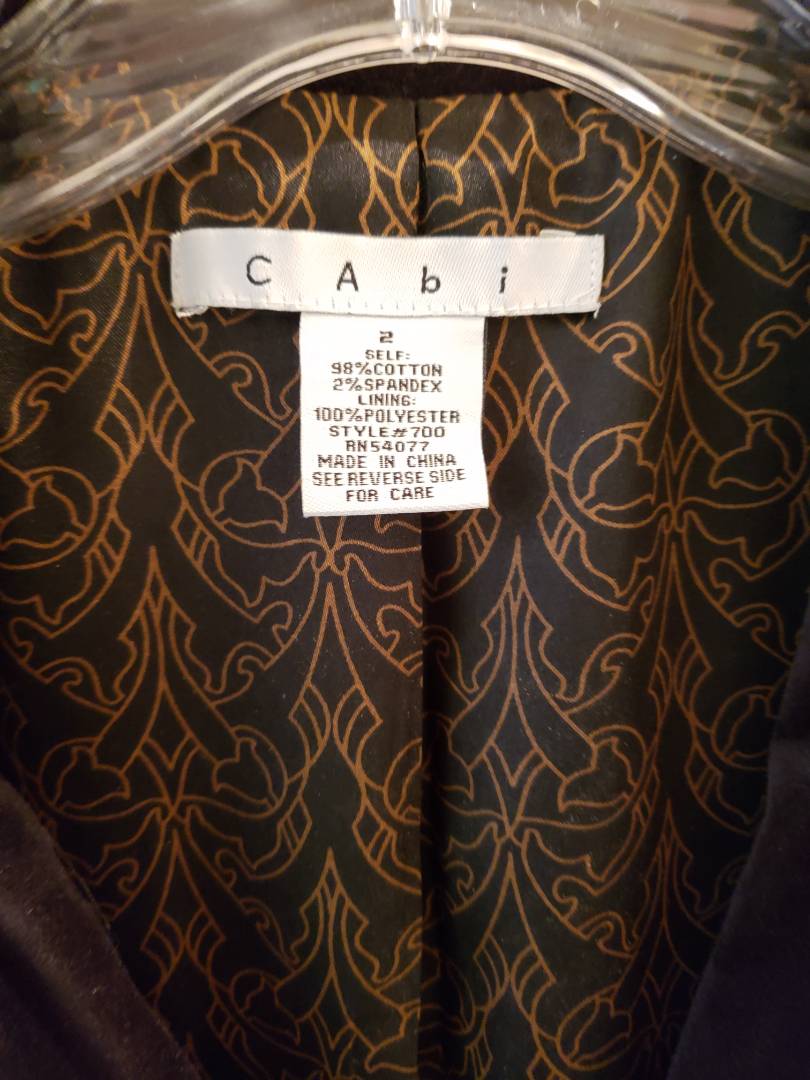 C A b i
2
SELF:
98%COTTON
2%SPANDEX
LINING:
100%POLYESTER
STYLE#700
RN54077
MADE IN CHINA
SEE REVERSE SIDE
FOR CARE